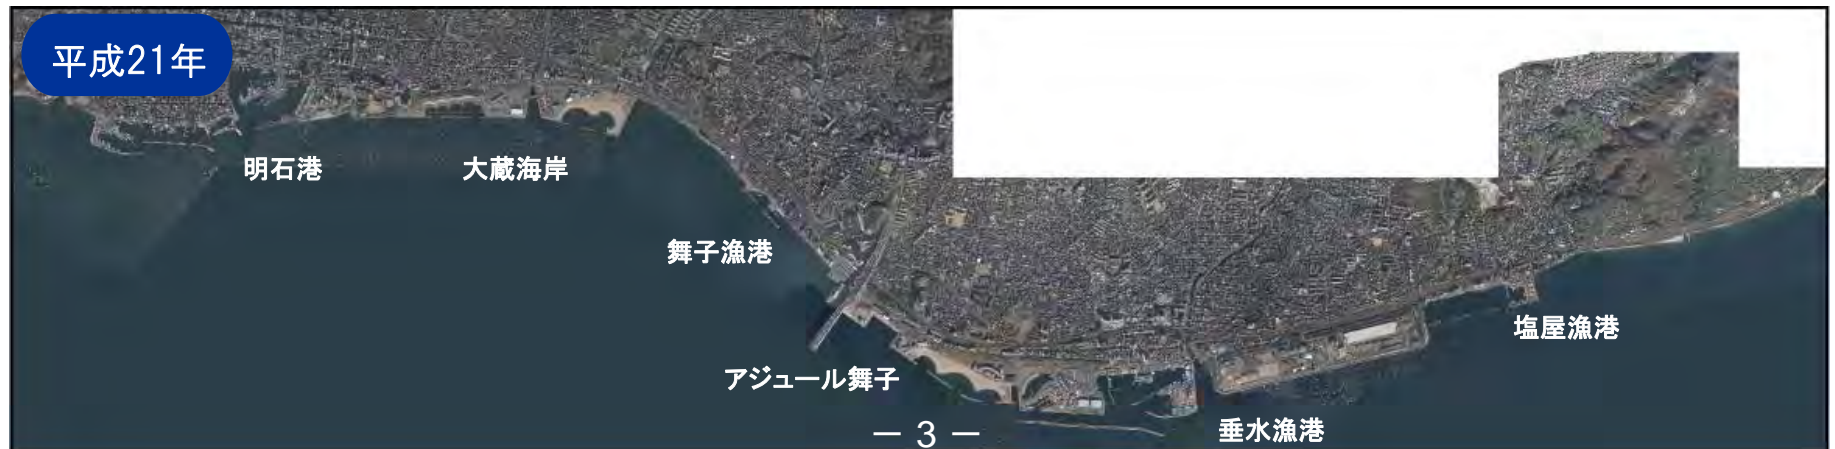 平成21年
明石港
大蔵海岸
舞子漁港
塩屋漁港
アジュール舞子
垂水漁港
－ 3 －